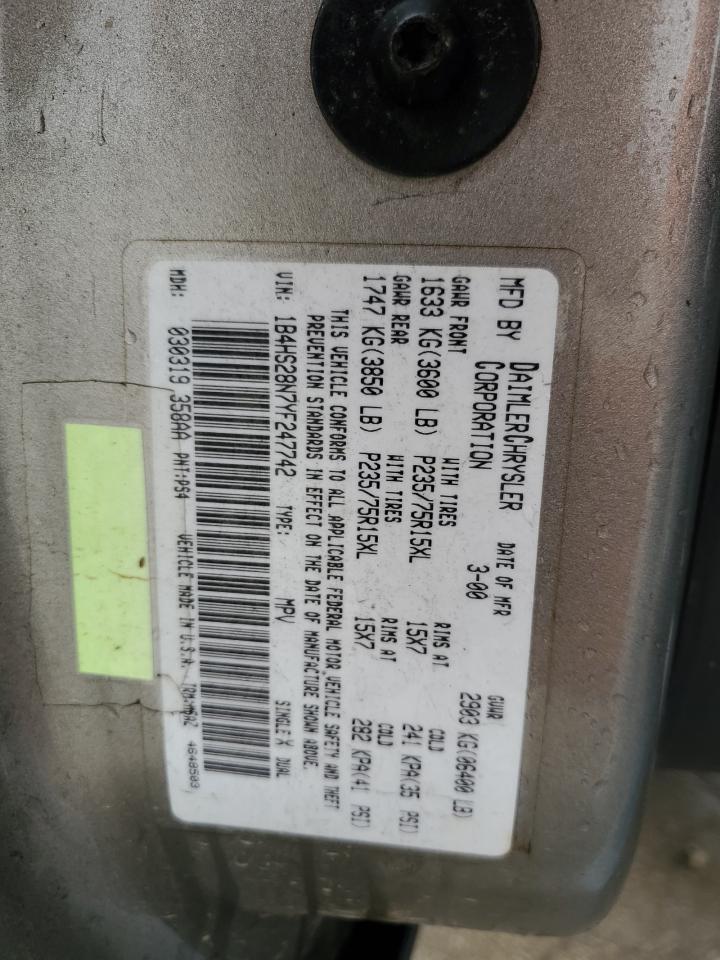 MFD BY DAIMLERCHRYSLER CORPORATION
DATE OF MFR 3-00
GVWR 2903 KG(06400 LB)
GAWR FRONT WITH TIRES RIMS AT COLD
1633 KG(3600 LB) P235/75R15XL 15X7 241 KPA(35 PSI)
GAWR REAR WITH TIRES RIMS AT COLD
1747 KG(3850 LB) P235/75R15XL 15X7 282 KPA(41 PSI)
THIS VEHICLE CONFORMS TO ALL APPLICABLE FEDERAL MOTOR VEHICLE SAFETY AND THEFT
PREVENTION STANDARDS IN EFFECT ON THE DATE OF MANUFACTURE SHOWN ABOVE.
VIN: 1B4HS28N7YF247742 TYPE: MPV SINGLE X DUAL
MDH: 030319 358AA PNT:PS4 VEHICLE MADE IN U.S.A. 4648503